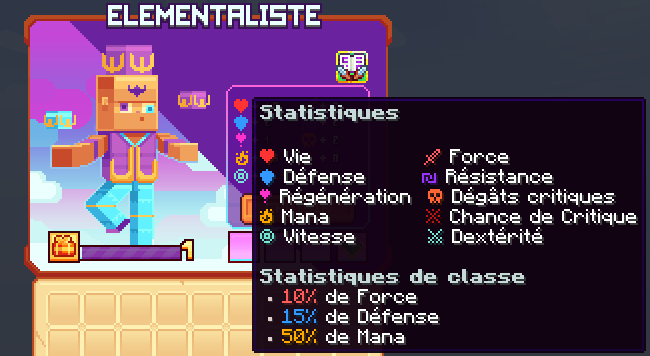 ELEMENTALISTE
Statistiques
Vie Force
Défense Résistance
Régénération Dégâts critiques
Mana Chance de Critique
Vitesse Dextérité
1
Statistiques de classe
• 10% de Force
• 15% de Défense
• 50% de Mana